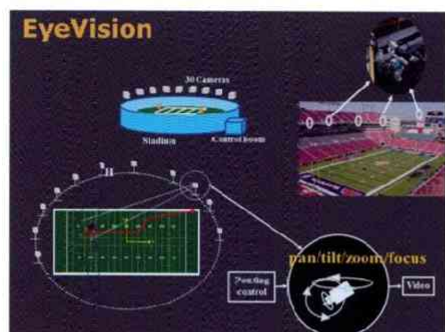 EyeVision
30 Cameras
Stadium
Control Room
H
pan/tilt/zoom/focus
Pointing
control
Video